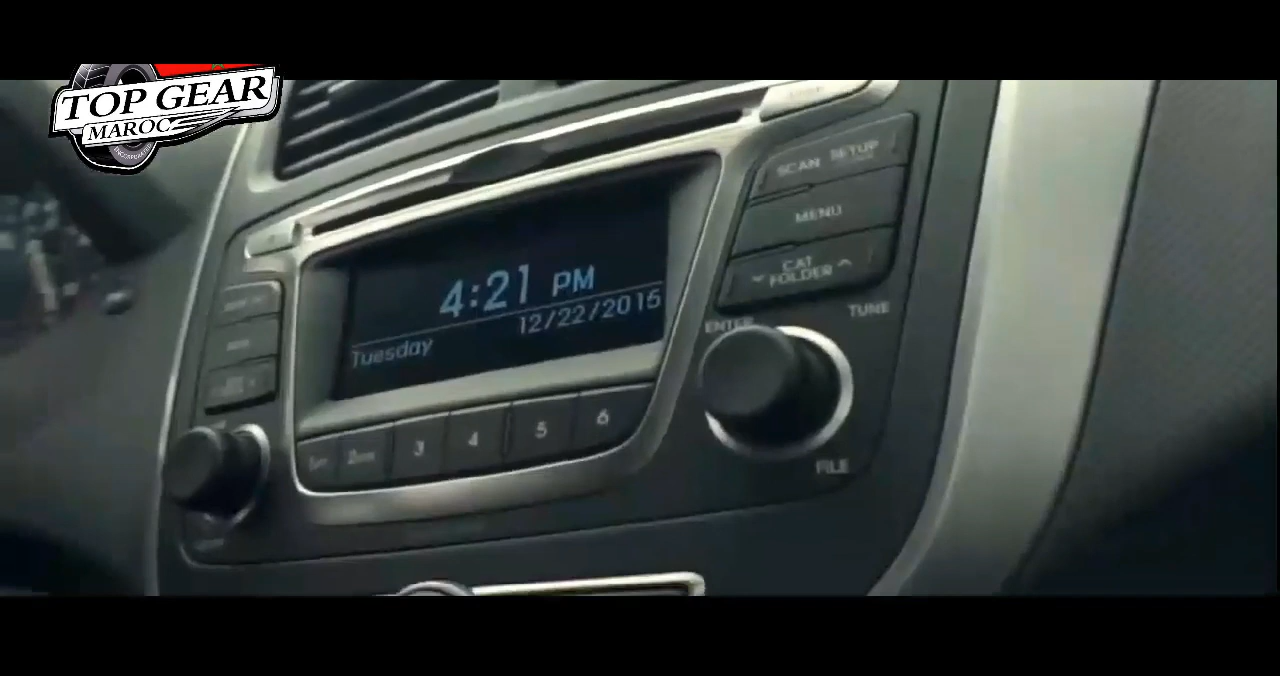 TOP GEAR
MAROC
INCORPORATED
SCAN SETUP
MENU
CAT
FOLDER
4:21 PM
12/22/2015
Tuesday
ENTER
TUNE
3 4 5 6
FILE